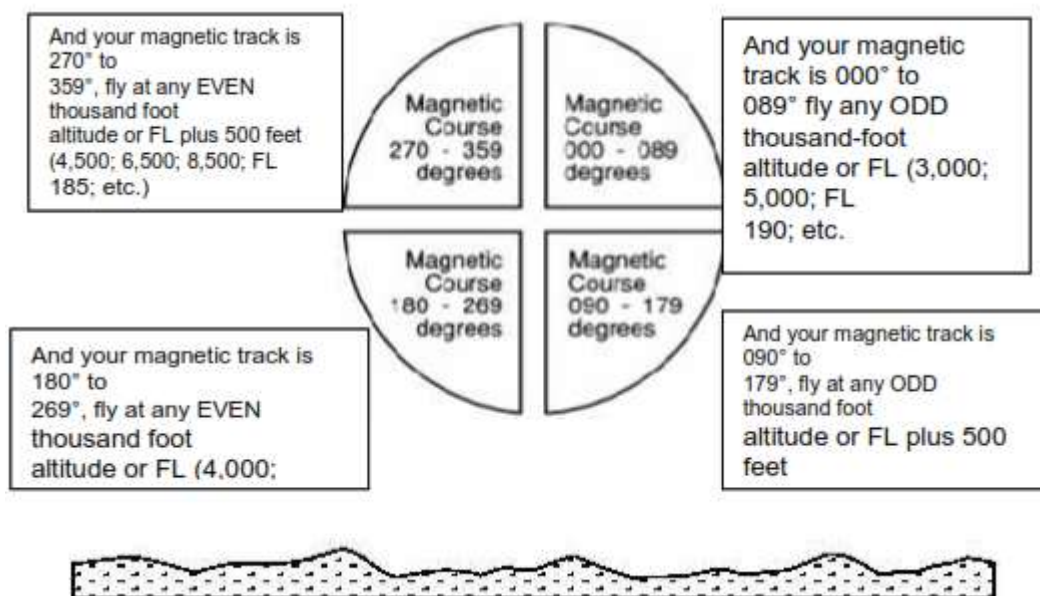 And your magnetic track is
270° to
359°, fly at any EVEN
thousand foot
altitude or FL plus 500 feet
(4,500; 6,500; 8,500; FL
185; etc.)
Magnetic
Course
270 - 359
degrees
Magnetic
Course
000 - 089
degrees
And your magnetic
track is 000° to
089° fly any ODD
thousand-foot
altitude or FL (3,000;
5,000; FL
190; etc.
Magnetic
Course
180 - 269
degrees
Magnetic
Course
090 - 179
degrees
And your magnetic track is
180° to
269°, fly at any EVEN
thousand foot
altitude or FL (4,000;
And your magnetic track is
090° to
179°, fly at any ODD
thousand foot
altitude or FL plus 500
feet